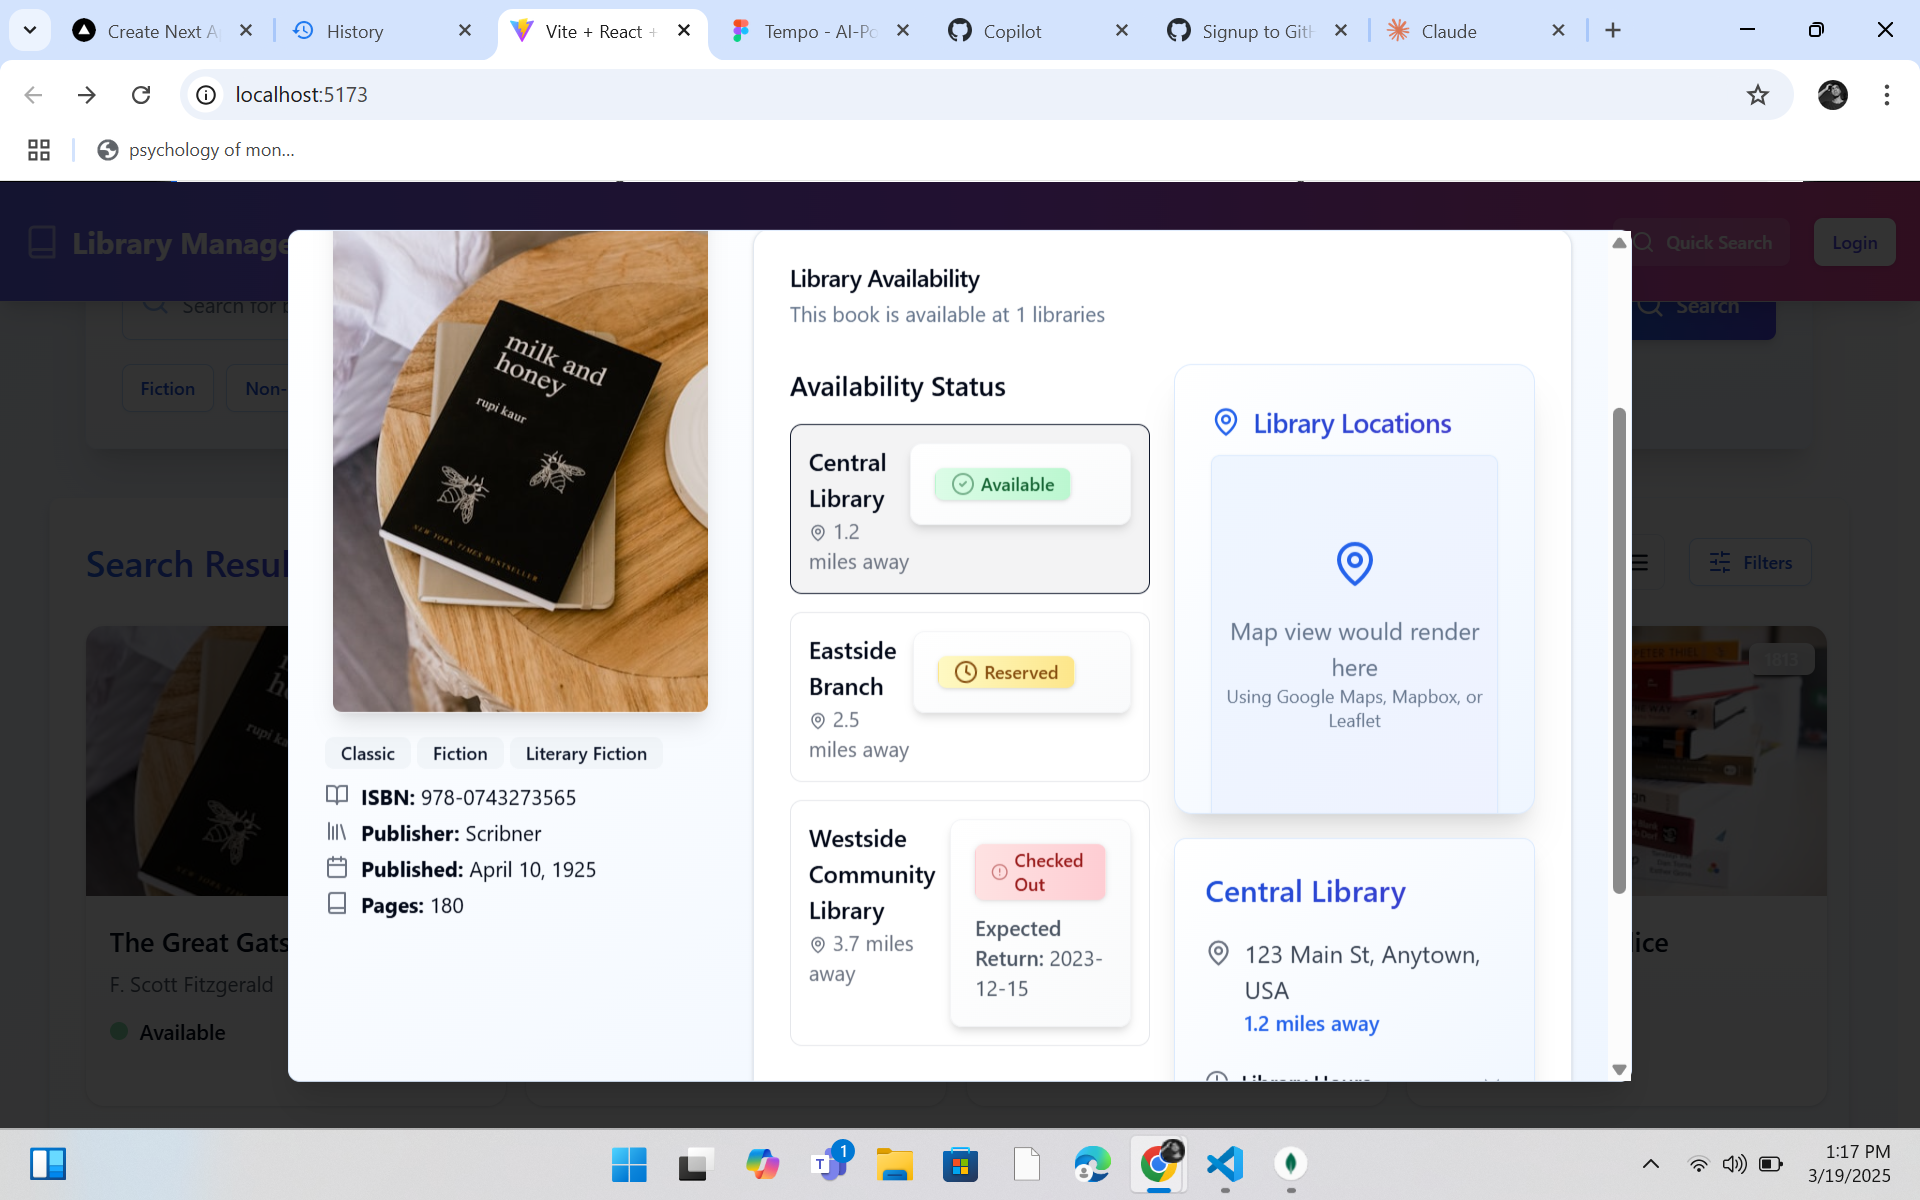 Create Next A
History
Vite + React +
Tempo - AI-Po
Copilot
Signup to GitH
Claude
localhost:5173
psychology of mon...
Library Manage
Quick Search
Login
Search for b
Search
Fiction
Non-
Search Resul
Filters
1813
The Great Gats
F. Scott Fitzgerald
Available
ice
milk and
honey
rupi kaur
NEW YORK TIMES BESTSELLER
Classic
Fiction
Literary Fiction
ISBN: 978-0743273565
Publisher: Scribner
Published: April 10, 1925
Pages: 180
Library Availability
This book is available at 1 libraries
Availability Status
Central
Library
1.2
miles away
Available
Eastside
Branch
2.5
miles away
Reserved
Westside
Community
Library
3.7 miles
away
Checked
Out
Expected
Return: 2023-
12-15
Library Locations
Map view would render
here
Using Google Maps, Mapbox, or
Leaflet
Central Library
123 Main St, Anytown,
USA
1.2 miles away
Library Hours
1
1:17 PM
3/19/2025